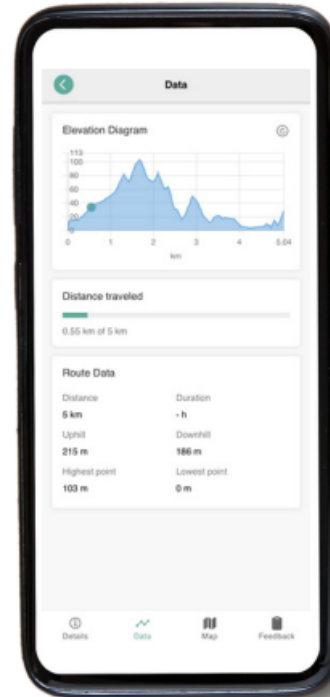 Data
Elevation Diagram
113
100
80
60
40
20
0
0 1 2 3 4 5.04
km
Distance traveled
0.55 km of 5 km
Route Data
Distance Duration
5 km - h
Uphill Downhill
215 m 186 m
Highest point Lowest point
103 m 0 m
Details Data Map Feedback